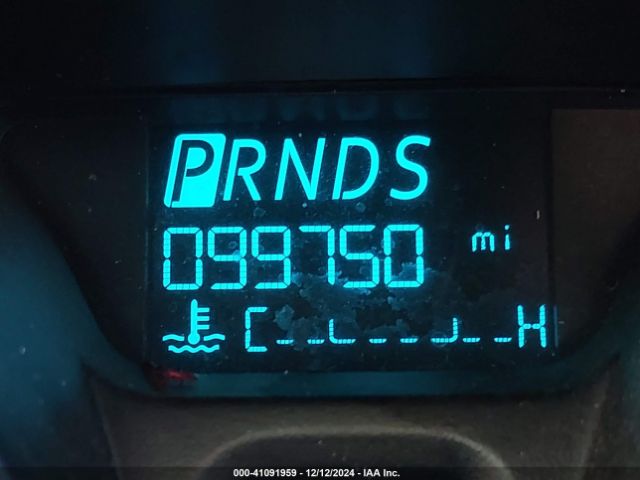 PRNDS
099750 mi
C H
000-41091959 - 12/12/2024 - IAA Inc.